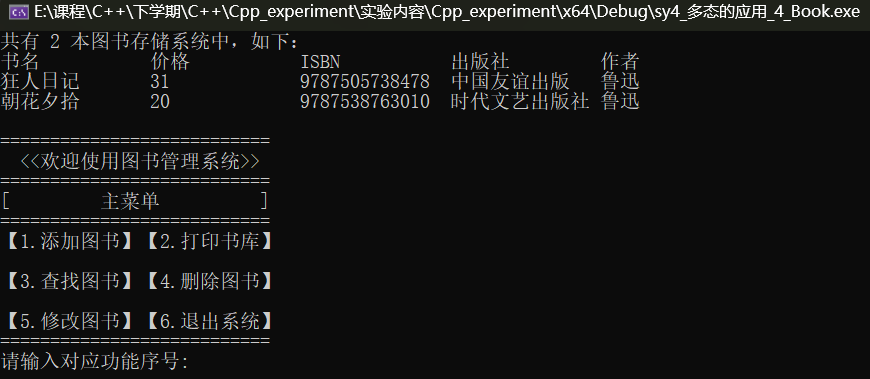 E:\课程\C++\下学期\C++\Cpp_experiment\实验内容\Cpp_experiment\x64\Debug\sy4_多态的应用_4_Book.exe
共有 2 本图书存储系统中，如下：
书名 价格 ISBN 出版社 作者
狂人日记 31 9787505738478 中国友谊出版 鲁迅
朝花夕拾 20 9787538763010 时代文艺出版社 鲁迅
===========================
<<欢迎使用图书管理系统>>
===========================
[ 主菜单 ]
===========================
【1.添加图书】【2.打印书库】
【3.查找图书】【4.删除图书】
【5.修改图书】【6.退出系统】
===========================
请输入对应功能序号: